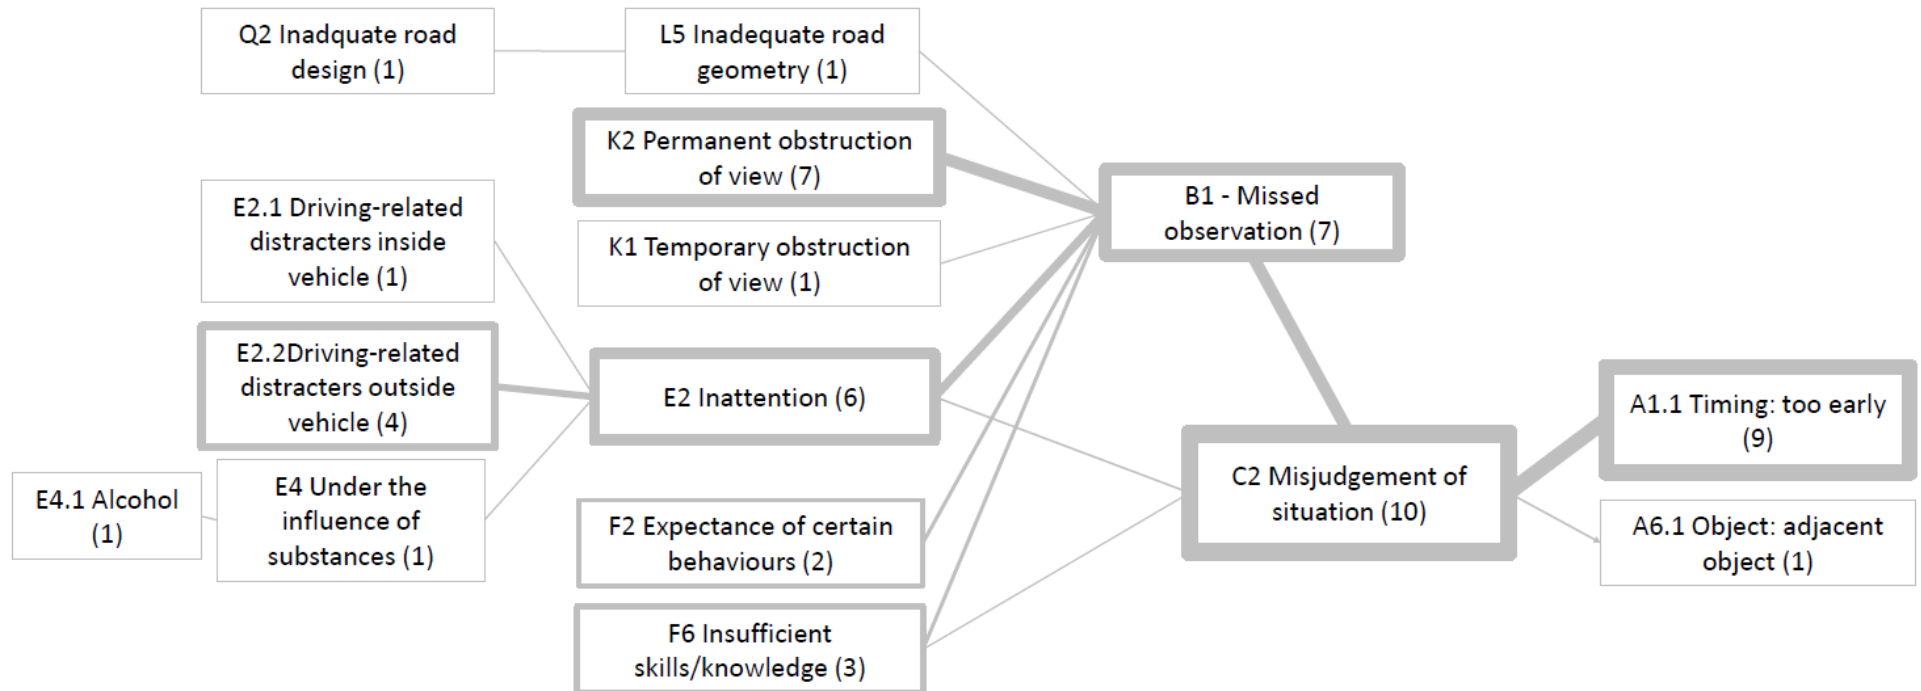 Q2 Inadquate road
design (1)
L5 Inadequate road
geometry (1)
K2 Permanent obstruction
of view (7)
B1 - Missed
observation (7)
E2.1 Driving-related
distracters inside
vehicle (1)
K1 Temporary obstruction
of view (1)
E2.2Driving-related
distracters outside
vehicle (4)
E2 Inattention (6)
A1.1 Timing: too early
(9)
E4.1 Alcohol
(1)
E4 Under the
influence of
substances (1)
F2 Expectance of certain
behaviours (2)
C2 Misjudgement of
situation (10)
A6.1 Object: adjacent
object (1)
F6 Insufficient
skills/knowledge (3)